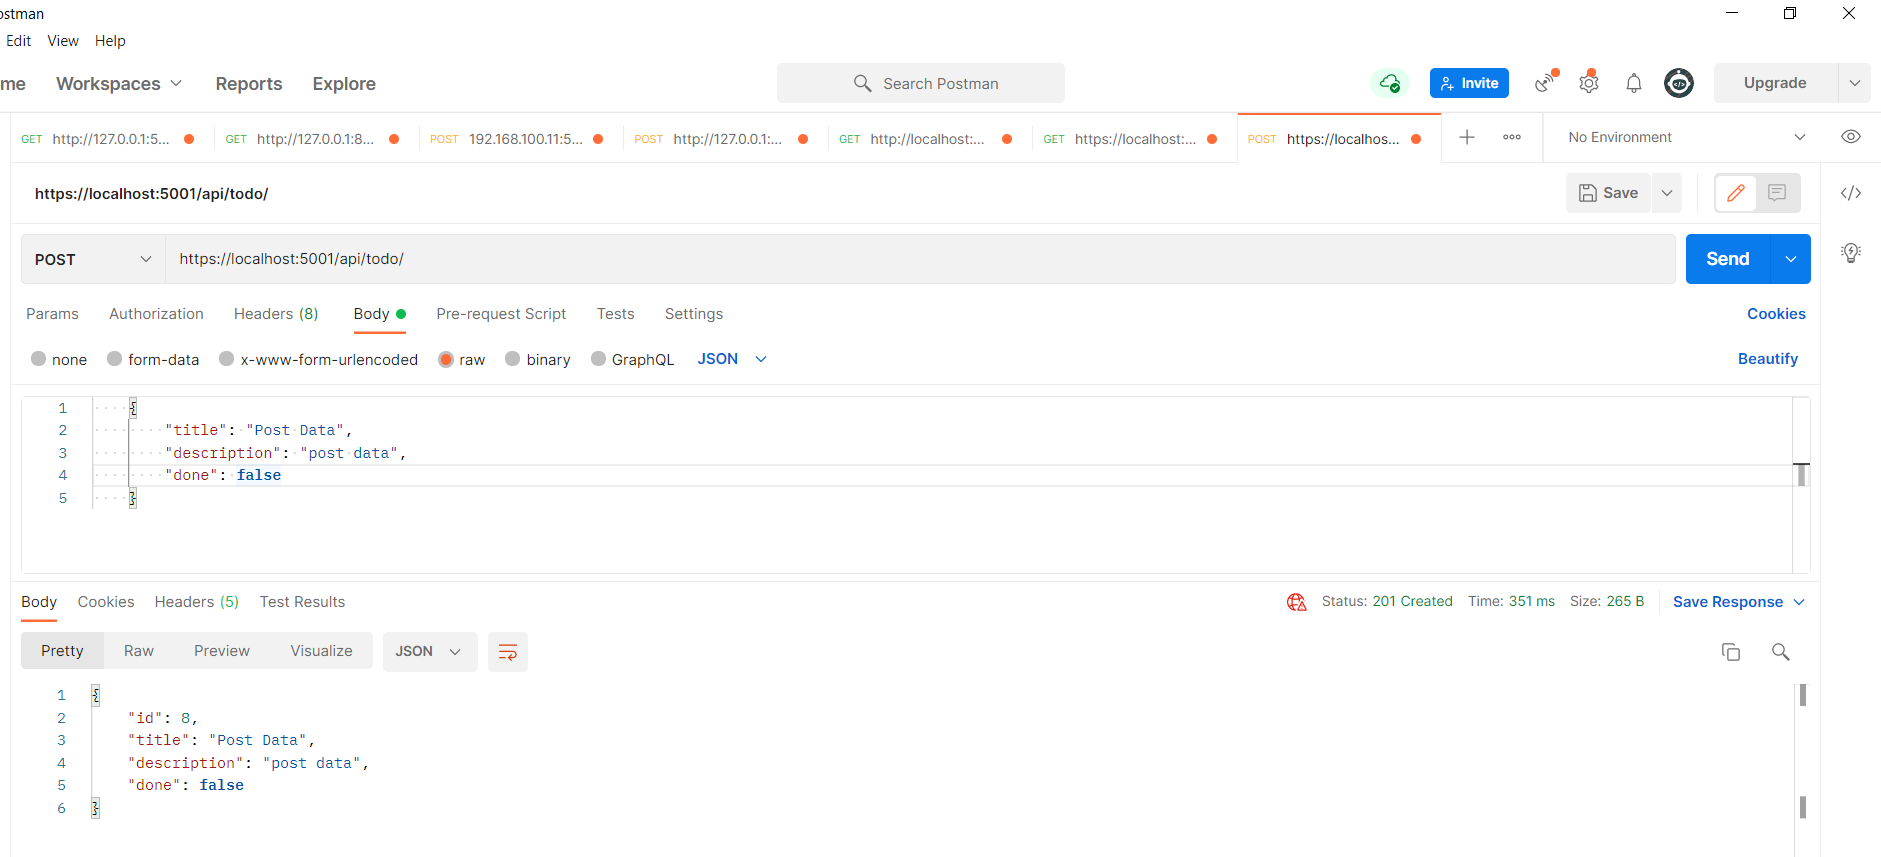 ostman
Edit View Help
me Workspaces Reports Explore Search Postman Invite Upgrade
GET http://127.0.0.1:5... GET http://127.0.0.1:8... POST 192.168.100.11:5... POST http://127.0.0.1:... GET http://localhost:... GET https://localhost:... POST https://localhos... No Environment
https://localhost:5001/api/todo/ Save
POST https://localhost:5001/api/todo/ Send
Params Authorization Headers (8) Body Pre-request Script Tests Settings Cookies
none form-data x-www-form-urlencoded raw binary GraphQL JSON Beautify
1 {
2 "title": "Post Data",
3 "description": "post data",
4 "done": false
5 }
Body Cookies Headers (5) Test Results Status: 201 Created Time: 351 ms Size: 265 B Save Response
Pretty Raw Preview Visualize JSON
1 {
2 "id": 8,
3 "title": "Post Data",
4 "description": "post data",
5 "done": false
6 }